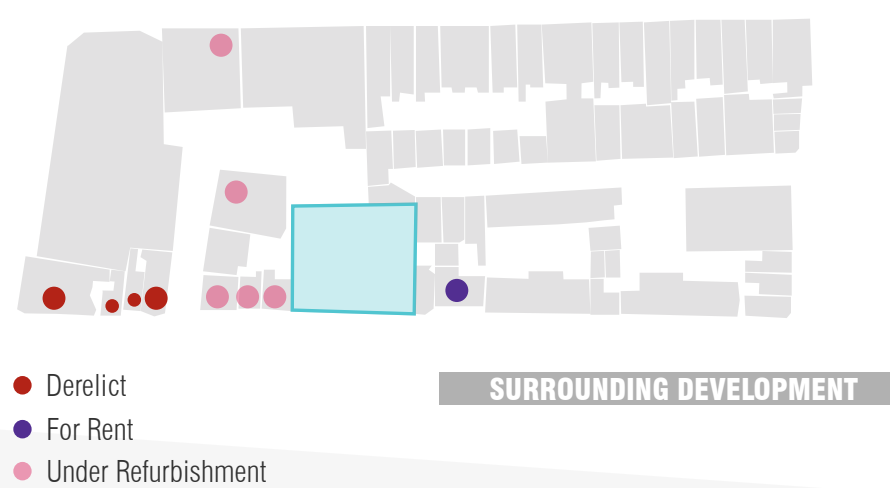 Derelict
SURROUNDING DEVELOPMENT
For Rent
Under Refurbishment